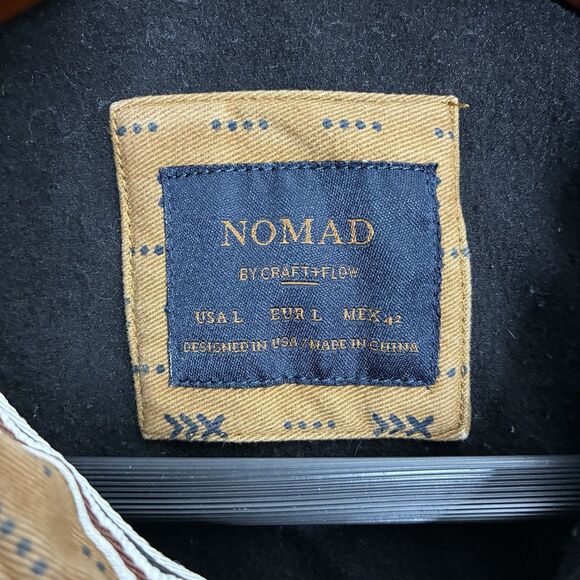 NOMAD
BY CRAFT+FLOW
USA L EUR L MEX 42
DESIGNED IN USA / MADE IN CHINA